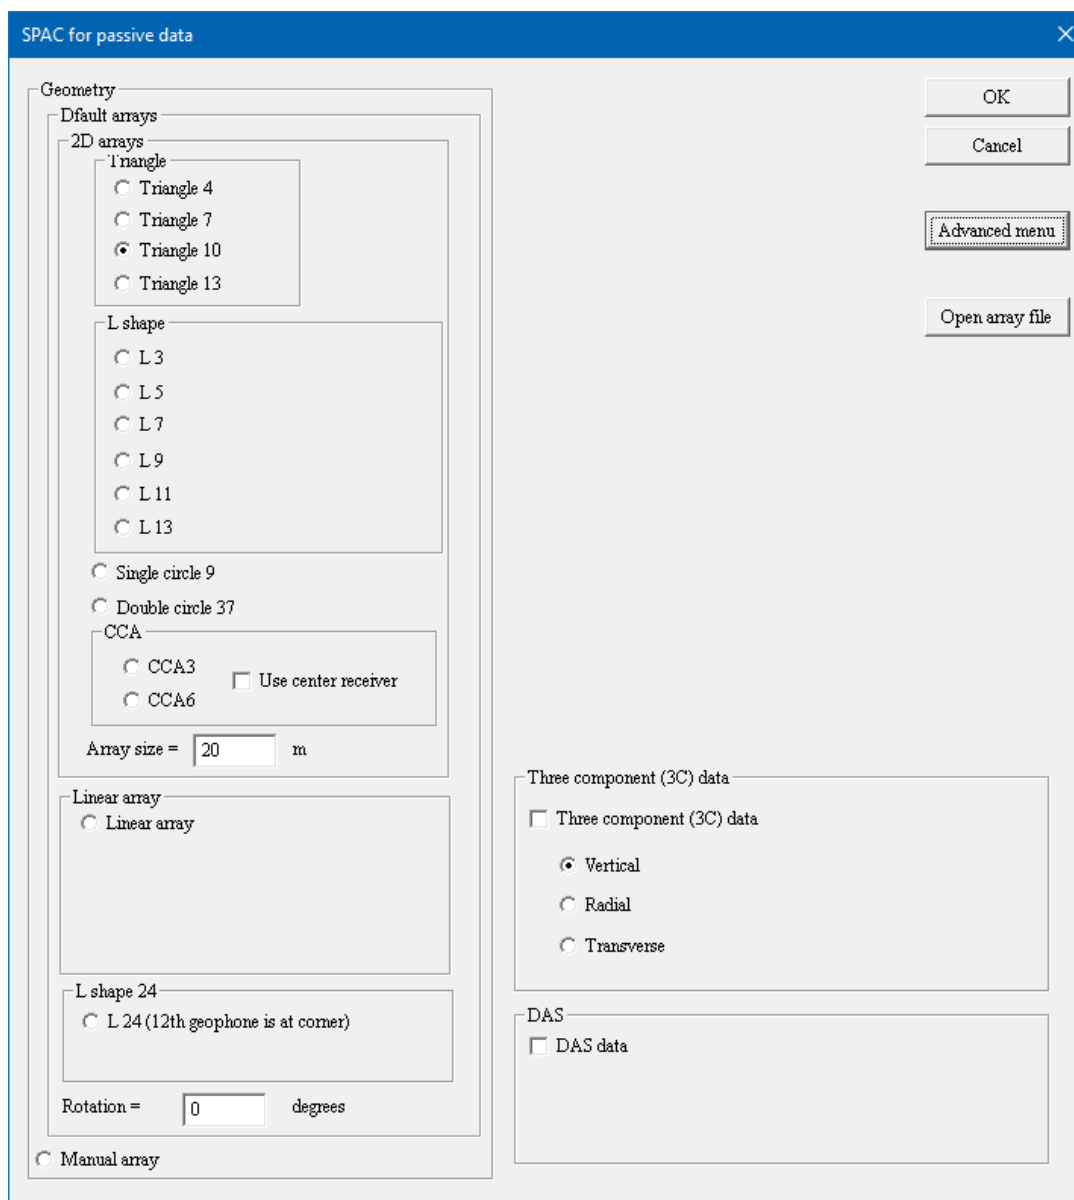 SPAC for passive data
Geometry
Dfault arrays
2D arrays
Triangle
Triangle 4
Triangle 7
Triangle 10
Triangle 13
L shape
L 3
L 5
L 7
L 9
L 11
L 13
Single circle 9
Double circle 37
CCA
CCA3
CCA6
Use center receiver
Array size = 20 m
Linear array
Linear array
L shape 24
L 24 (12th geophone is at corner)
Rotation = 0 degrees
Manual array
OK
Cancel
Advanced menu
Open array file
Three component (3C) data
Three component (3C) data
Vertical
Radial
Transverse
DAS
DAS data